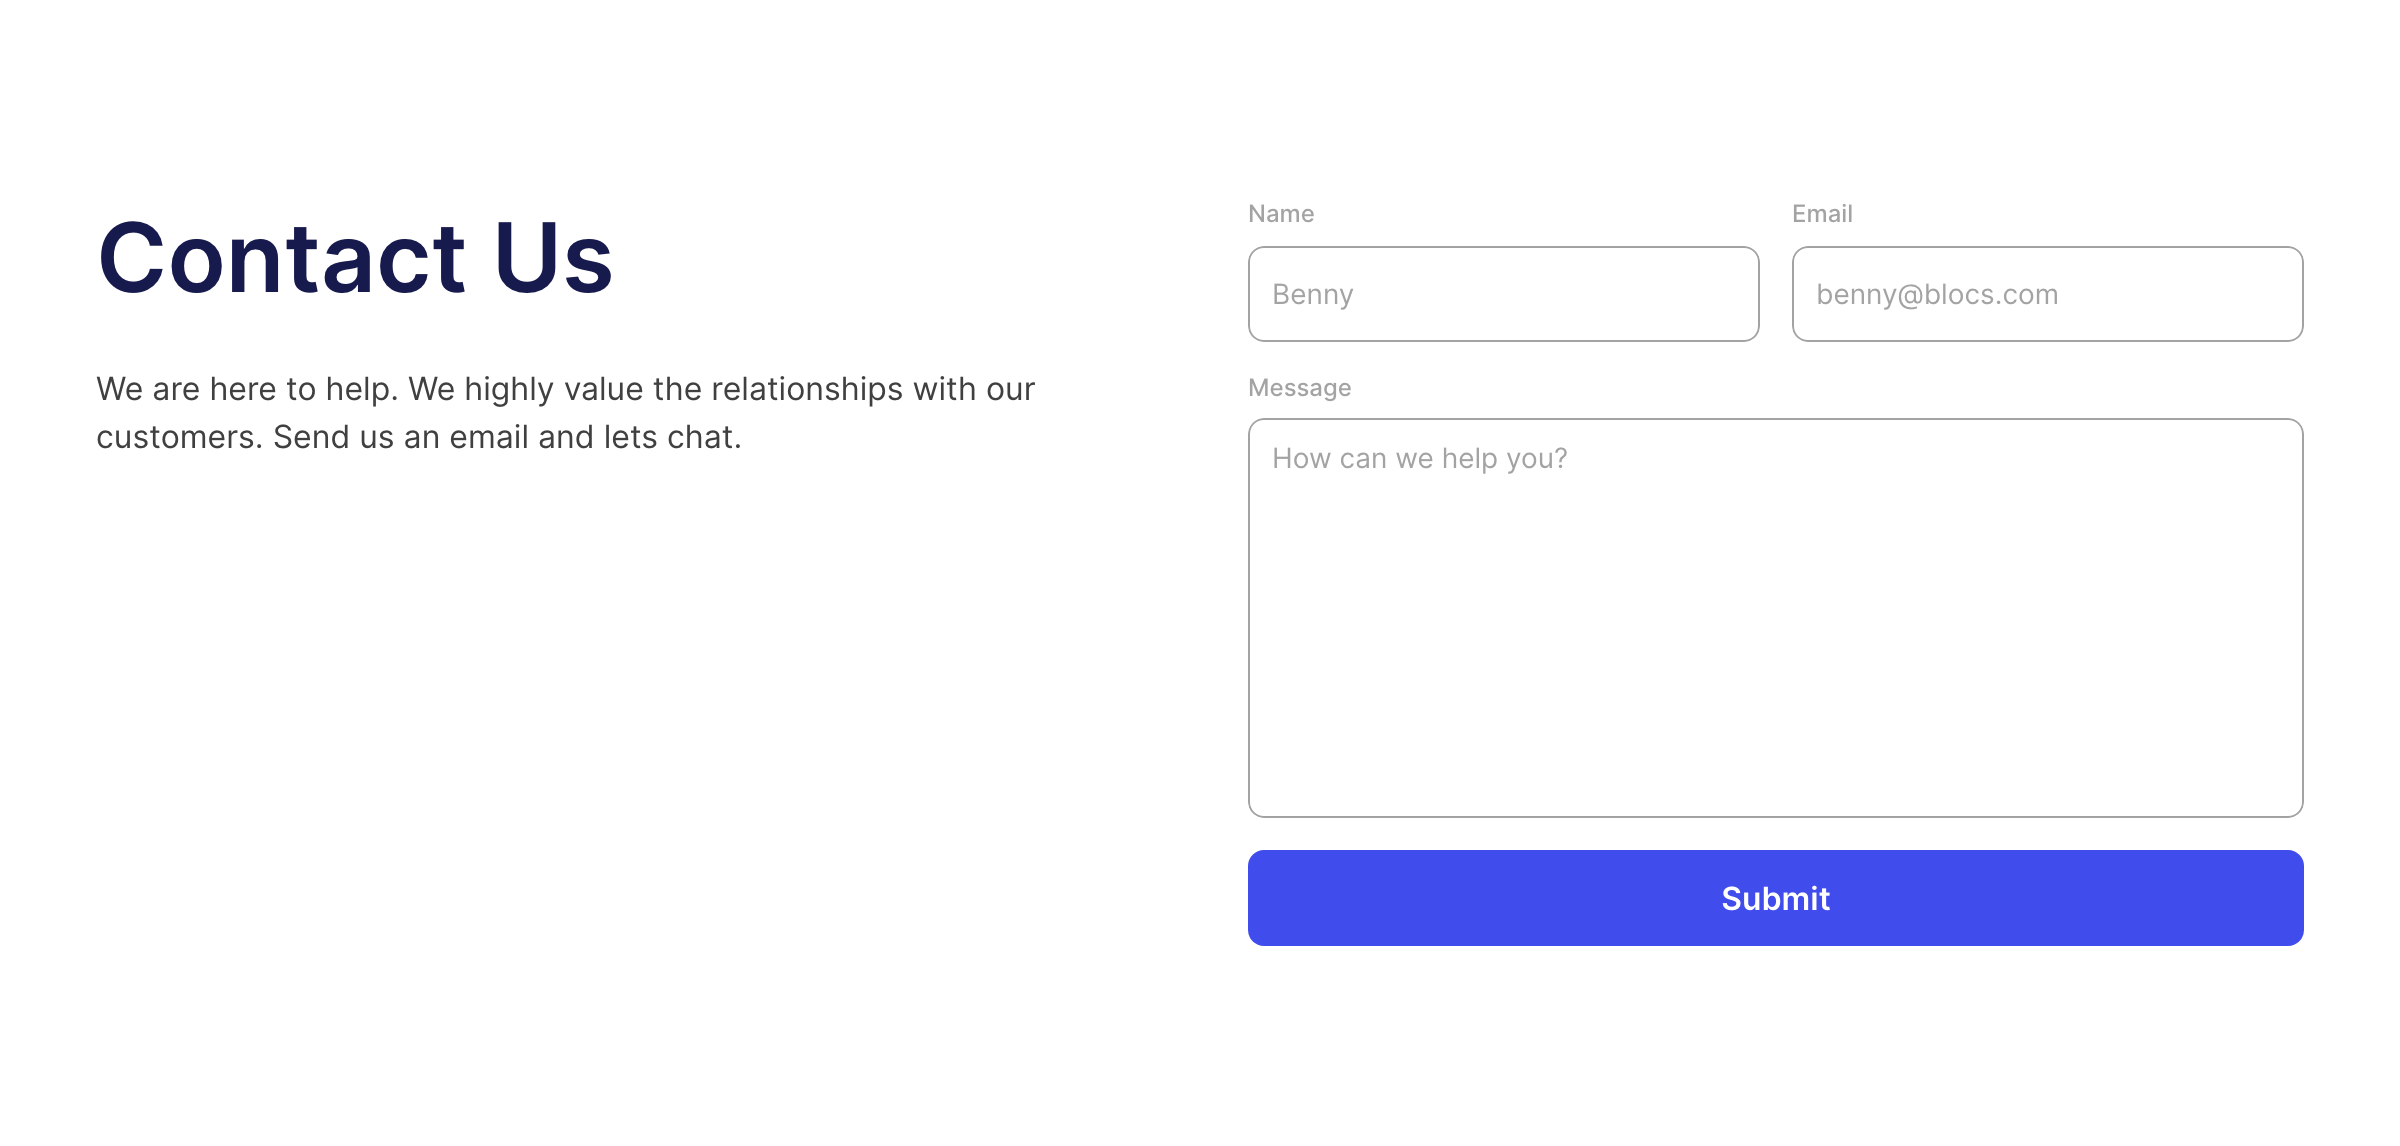 Contact Us
We are here to help. We highly value the relationships with our
customers. Send us an email and lets chat.
Name
Benny
Email
benny@blocs.com
Message
How can we help you?
Submit